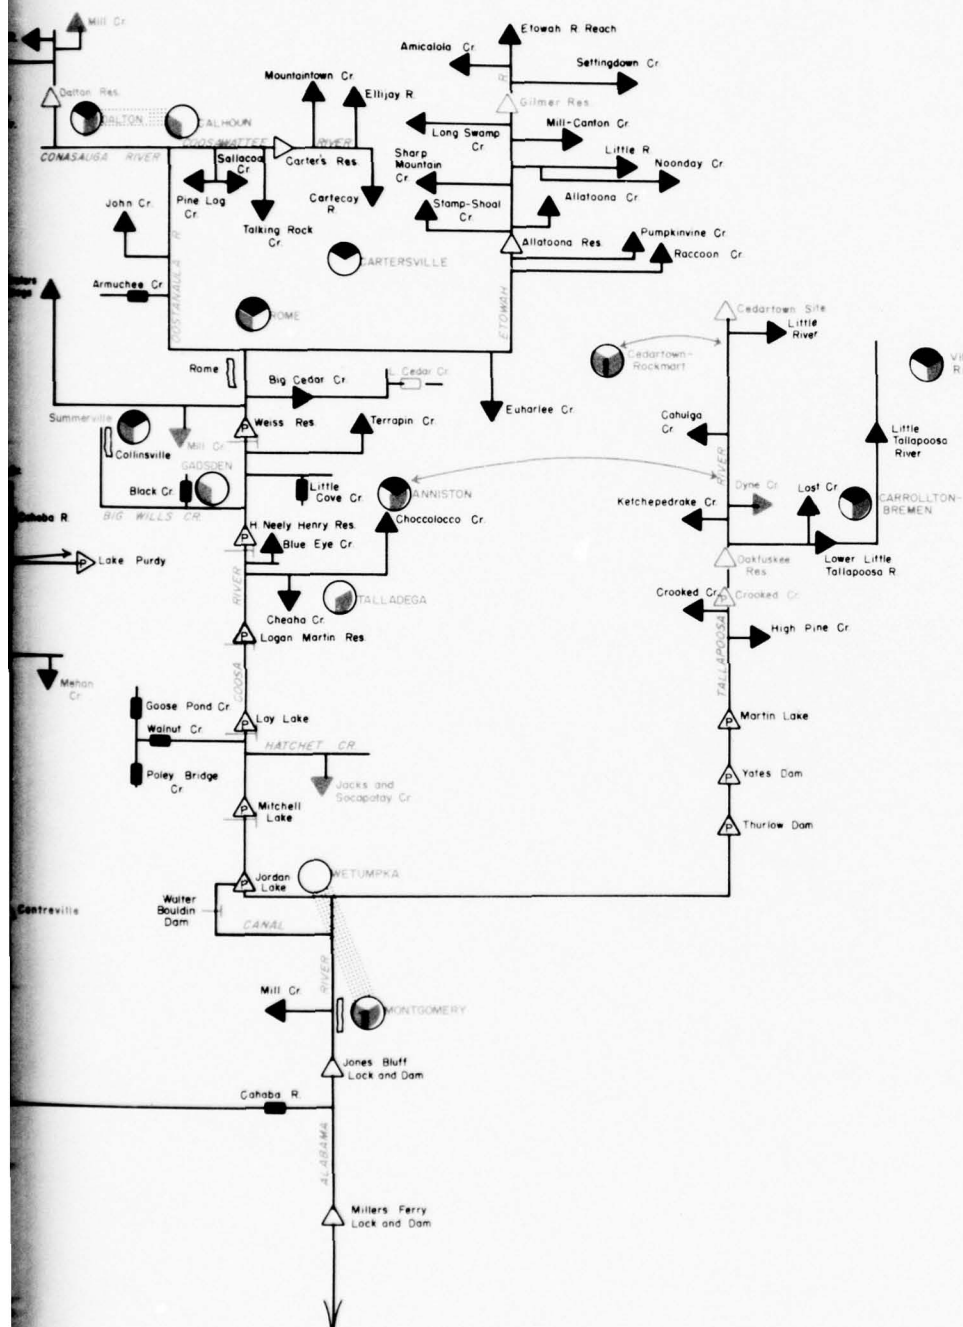 Mill Cr.
Etowah R. Reach
Amicalola Cr.
Settingdown Cr.
Mountaintown Cr.
Ellijay R.
Dalton Res.
Gilmer Res.
DALTON
CALHOUN
Long Swamp
Cr.
Mill-Canton Cr.
COOSAWATTEE RIVER
CONASAUGA RIVER
Sallacoa
Cr.
Carter's Res.
Sharp
Mountain
Cr.
Little R.
Noonday Cr.
John Cr.
Pine Log
Cr.
Cartecay
R.
Stamp-Shoal
Cr.
Allatoona Cr.
Talking Rock
Cr.
Allatoona Res.
Pumpkinvine Cr.
Raccoon Cr.
CARTERSVILLE
OOSTANAULA R.
Armuchee Cr.
ETOWAH R.
ROME
Cedartown Site
Little
River
Cedartown-
Rockmart
Rome
Big Cedar Cr.
L. Cedar Cr.
Euharlee Cr.
Summerville
Mill Cr.
Weiss Res.
Terrapin Cr.
Cahulga
Cr.
Little
Tallapoosa
River
Collinsville
GADSDEN
Black Cr.
Little
Cove Cr.
ANNISTON
Dyne Cr.
Lost Cr.
CARROLLTON-
BREMEN
Ketchepedrake Cr.
BIG WILLS CR.
Choccolocco Cr.
Cahaba R.
H. Neely Henry Res.
Blue Eye Cr.
Lake Purdy
Oakfuskee
Res
Lower Little
Tallapoosa R.
RIVER
Cheaha Cr.
TALLADEGA
Crooked Cr.
Crooked Cr.
Logan Martin Res.
High Pine Cr.
COOSA
TALLAPOOSA
RIVER
Mehan
Cr.
Goose Pond Cr.
Lay Lake
Martin Lake
Walnut Cr.
HATCHET CR.
Poley Bridge
Cr.
Jacks and
Socapatoy Cr.
Yates Dam
Mitchell
Lake
Thurlow Dam
Jordan
Lake
WETUMPKA
Walter
Bouldin
Dam
Centreville
CANAL
RIVER
Mill Cr.
MONTGOMERY
Jones Bluff
Lock and Dam
Cahaba R.
ALABAMA
Millers Ferry
Lock and Dam